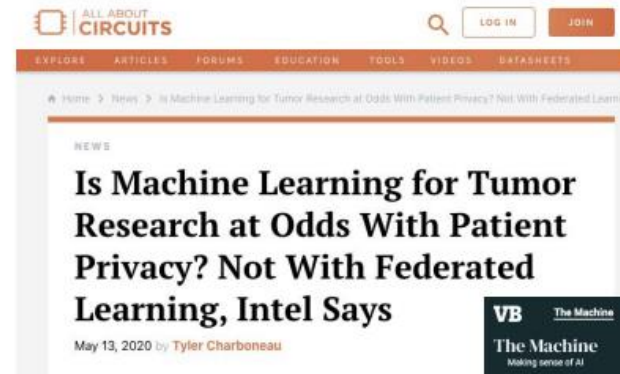 ALL ABOUT
CIRCUITS
LOG IN
JOIN
EXPLORE ARTICLES FORUMS EDUCATION TOOLS VIDEOS DATASHEETS
Home > News > Is Machine Learning for Tumor Research at Odds With Patient Privacy? Not With Federated Learn
NEWS
Is Machine Learning for Tumor
Research at Odds With Patient
Privacy? Not With Federated
Learning, Intel Says
May 13, 2020 by Tyler Charboneau
VB The Machine
The Machine
Making sense of AI